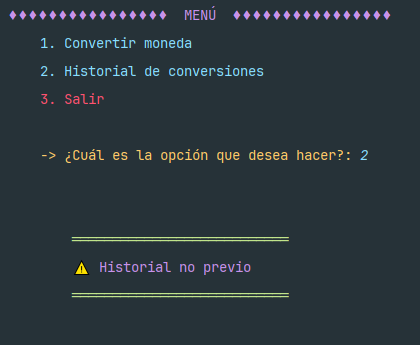 ♦♦♦♦♦♦♦♦♦♦♦♦♦♦♦♦ MENÚ ♦♦♦♦♦♦♦♦♦♦♦♦♦♦♦♦
1. Convertir moneda
2. Historial de conversiones
3. Salir
-> ¿Cuál es la opción que desea hacer?: 2
===========================
⚠ Historial no previo
===========================